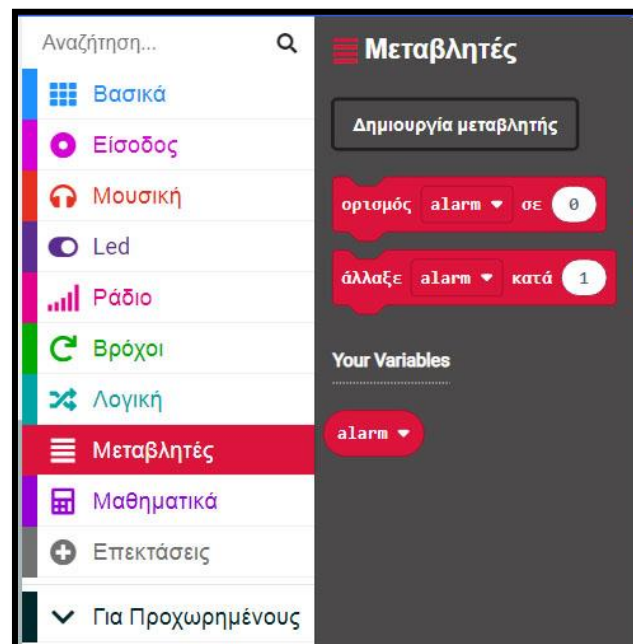 Αναζήτηση...
Βασικά
Είσοδος
Μουσική
Led
Ράδιο
Βρόχοι
Λογική
Μεταβλητές
Μαθηματικά
Επεκτάσεις
Για Προχωρημένους
Μεταβλητές
Δημιουργία μεταβλητής
ορισμός alarm σε 0
άλλαξε alarm κατά 1
Your Variables
alarm